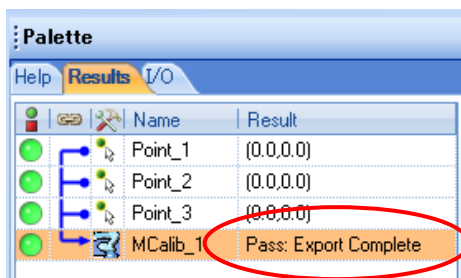 Palette
Help Results I/O
Name Result
Point_1 (0.0,0.0)
Point_2 (0.0,0.0)
Point_3 (0.0,0.0)
MCalib_1 Pass: Export Complete